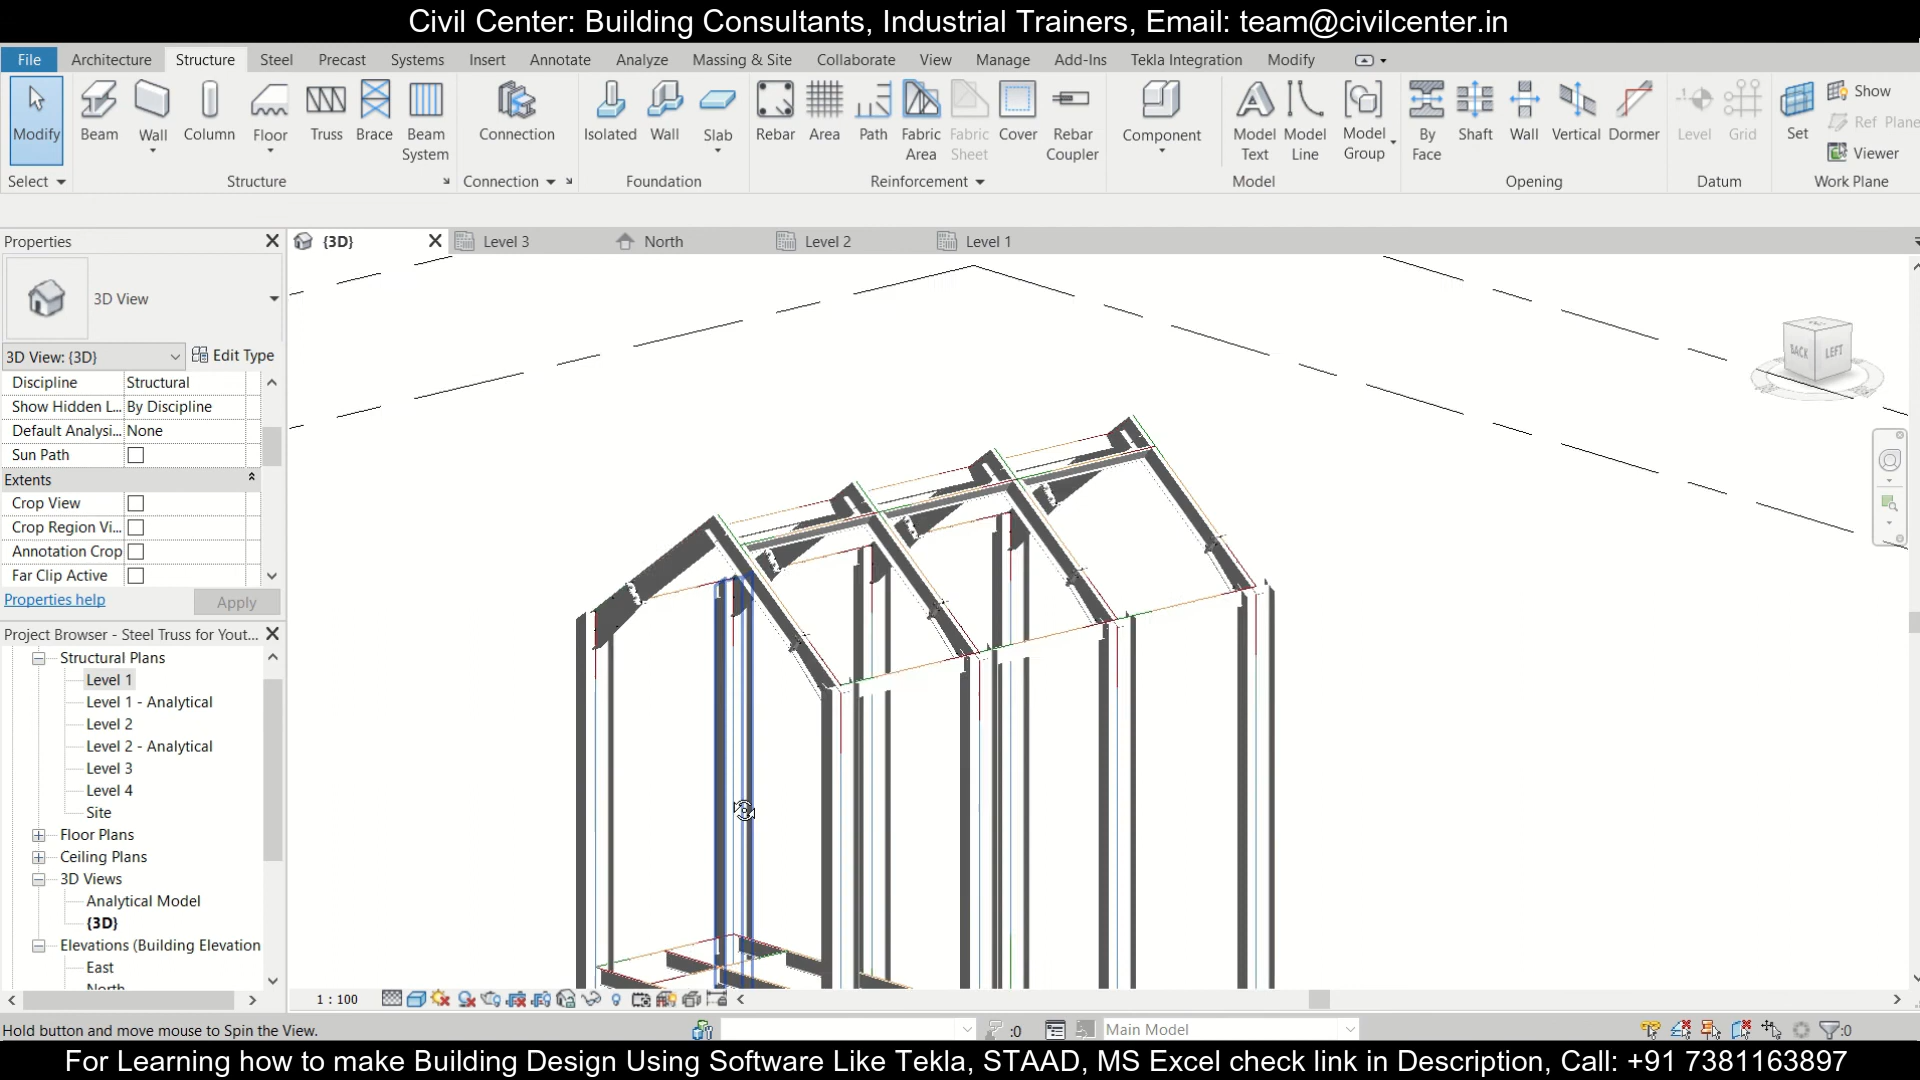 Civil Center: Building Consultants, Industrial Trainers, Email: team@civilcenter.in
File Architecture Structure Steel Precast Systems Insert Annotate Analyze Massing & Site Collaborate View Manage Add-Ins Tekla Integration Modify
Modify Beam Wall Column Floor Truss Brace Beam System Connection Isolated Wall Slab Rebar Area Path Fabric Area Fabric Sheet Cover Rebar Coupler Component Model Text Model Line Model Group By Face Shaft Wall Vertical Dormer Level Grid Set Show
Ref Plane
Viewer
Select Structure Connection Foundation Reinforcement Model Opening Datum Work Plane
Properties {3D} Level 3 North Level 2 Level 1
3D View
3D View: {3D} Edit Type
Discipline Structural
Show Hidden L... By Discipline
Default Analysi... None
Sun Path
Extents
Crop View
Crop Region Vi...
Annotation Crop
Far Clip Active
Properties help Apply
BACK LEFT
Project Browser - Steel Truss for Yout...
Structural Plans
Level 1
Level 1 - Analytical
Level 2
Level 2 - Analytical
Level 3
Level 4
Site
Floor Plans
Ceiling Plans
3D Views
Analytical Model
{3D}
Elevations (Building Elevation
East
North
1 : 100
Hold button and move mouse to Spin the View. :0 Main Model :0
For Learning how to make Building Design Using Software Like Tekla, STAAD, MS Excel check link in Description, Call: +91 7381163897